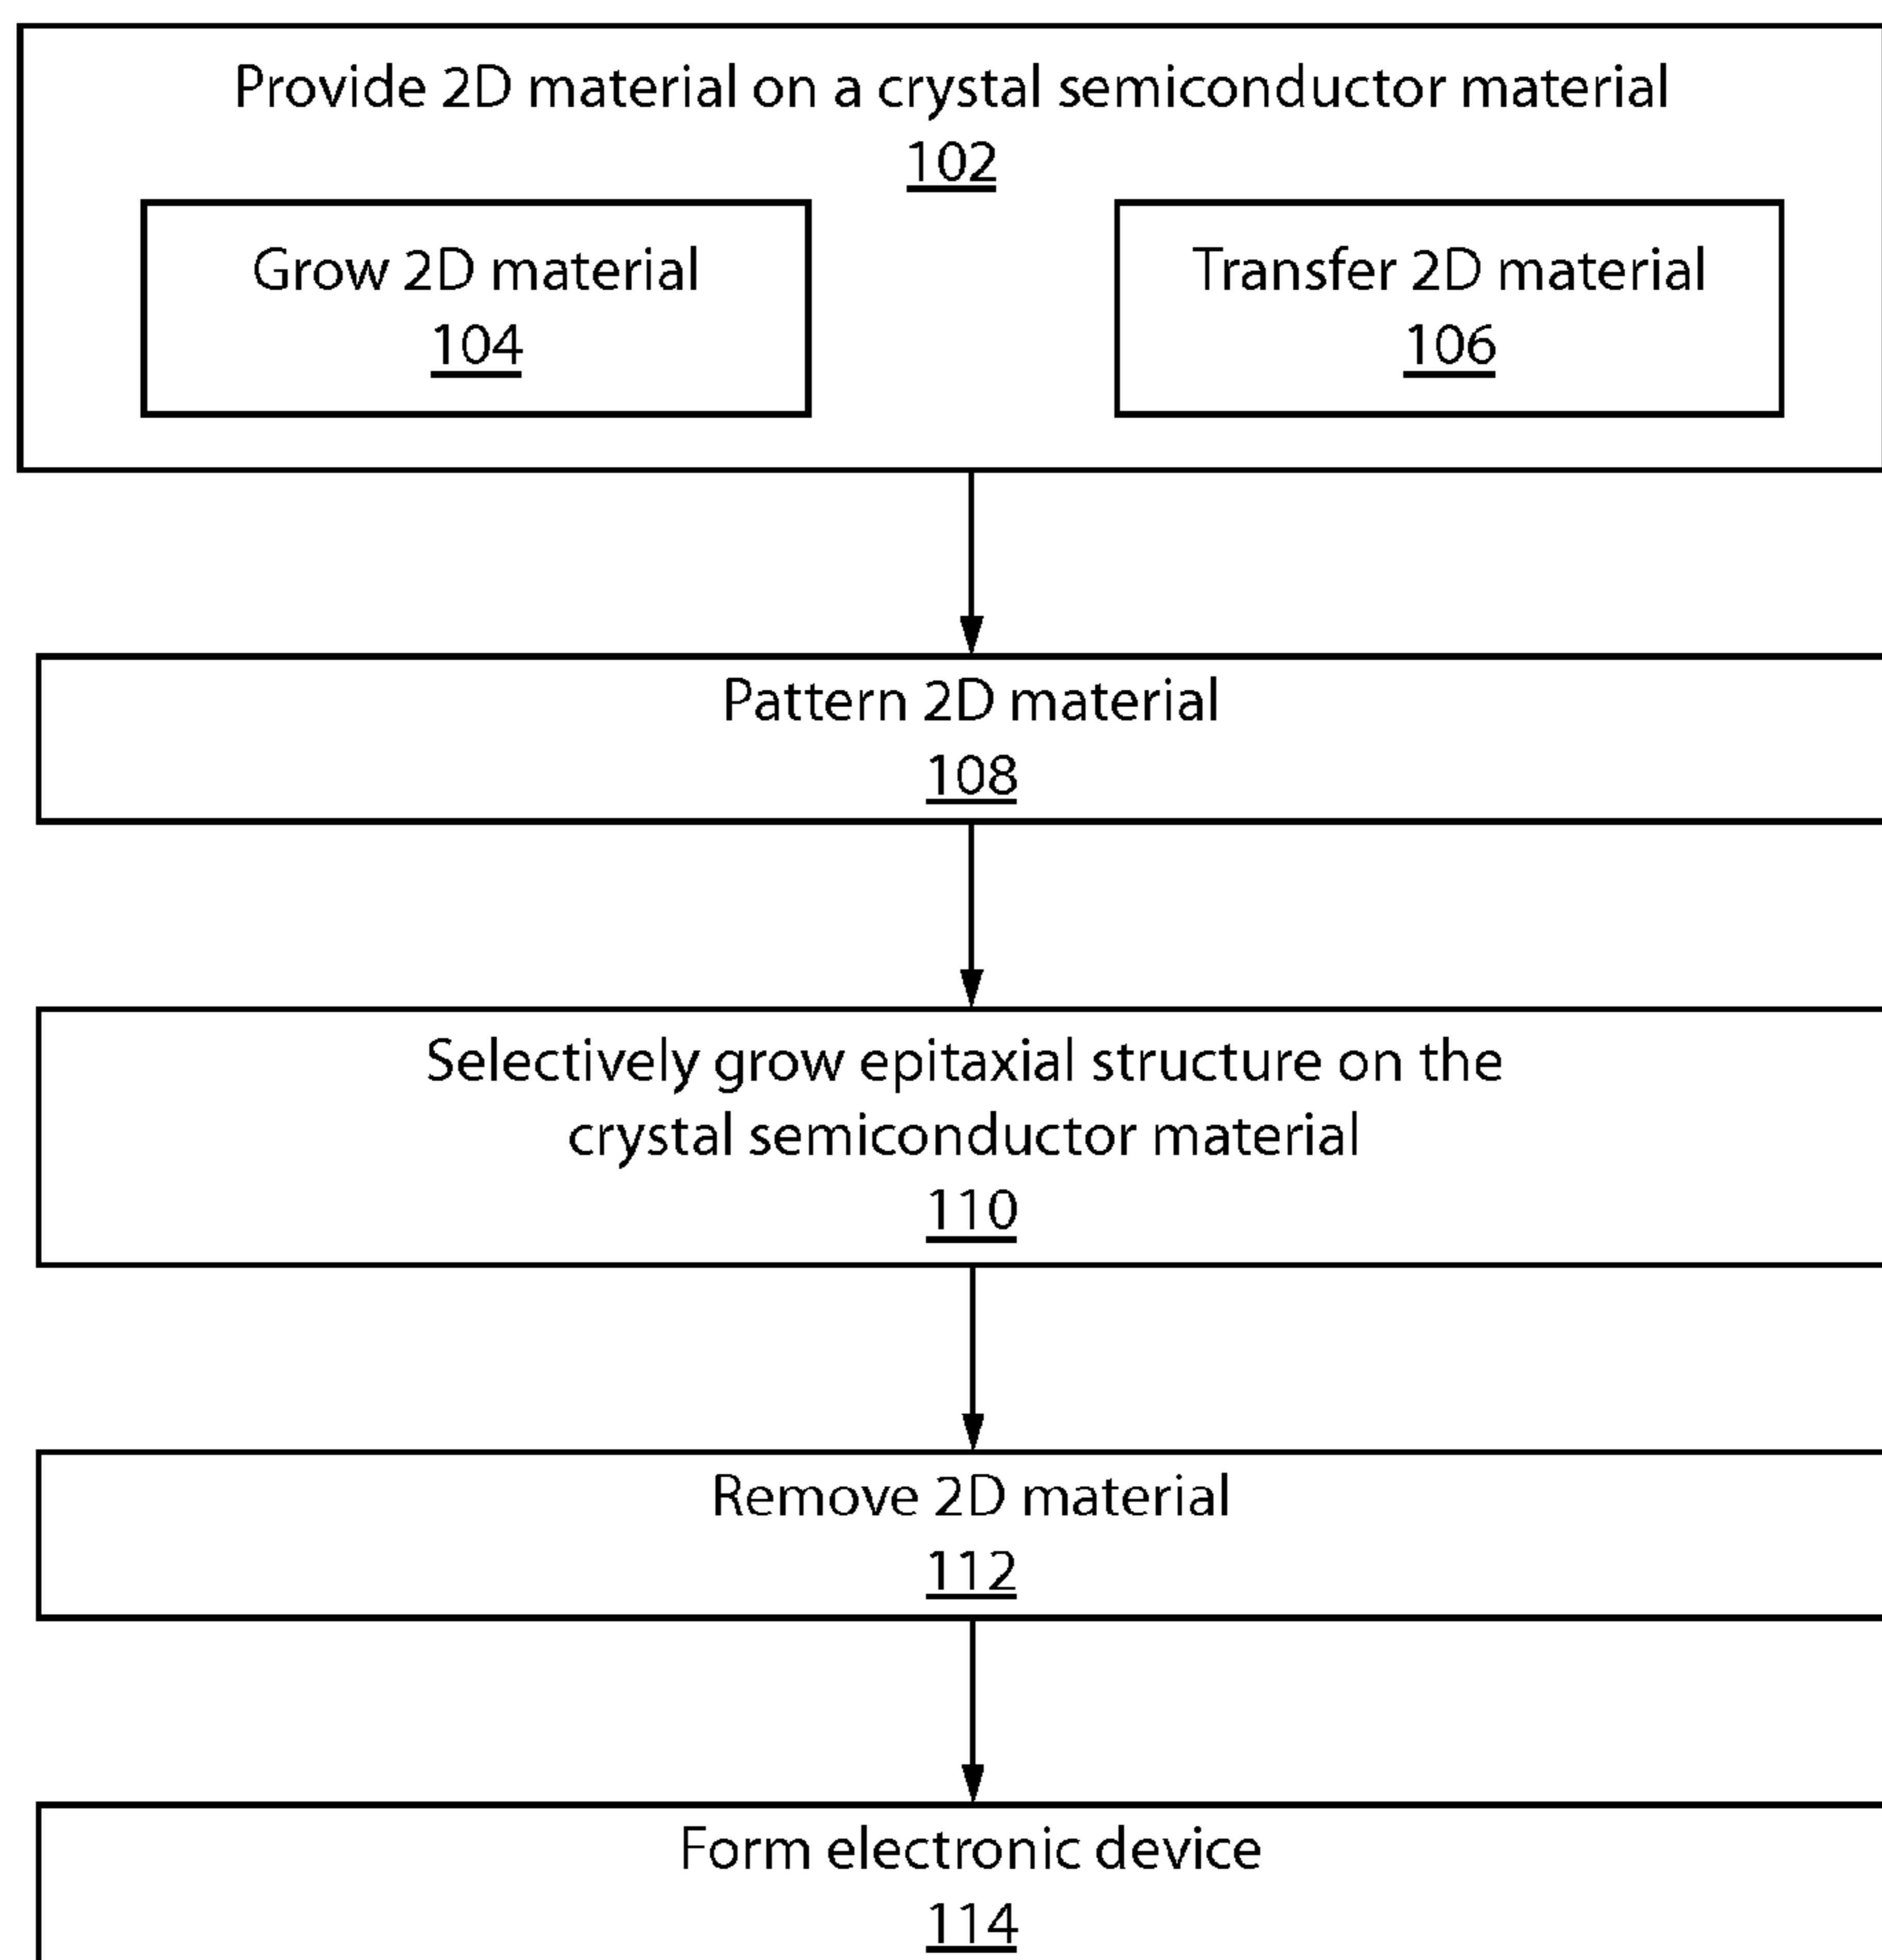 Provide 2D material on a crystal semiconductor material
102
Grow 2D material
104
Transfer 2D material
106
Pattern 2D material
108
Selectively grow epitaxial structure on the
crystal semiconductor material
110
Remove 2D material
112
Form electronic device
114